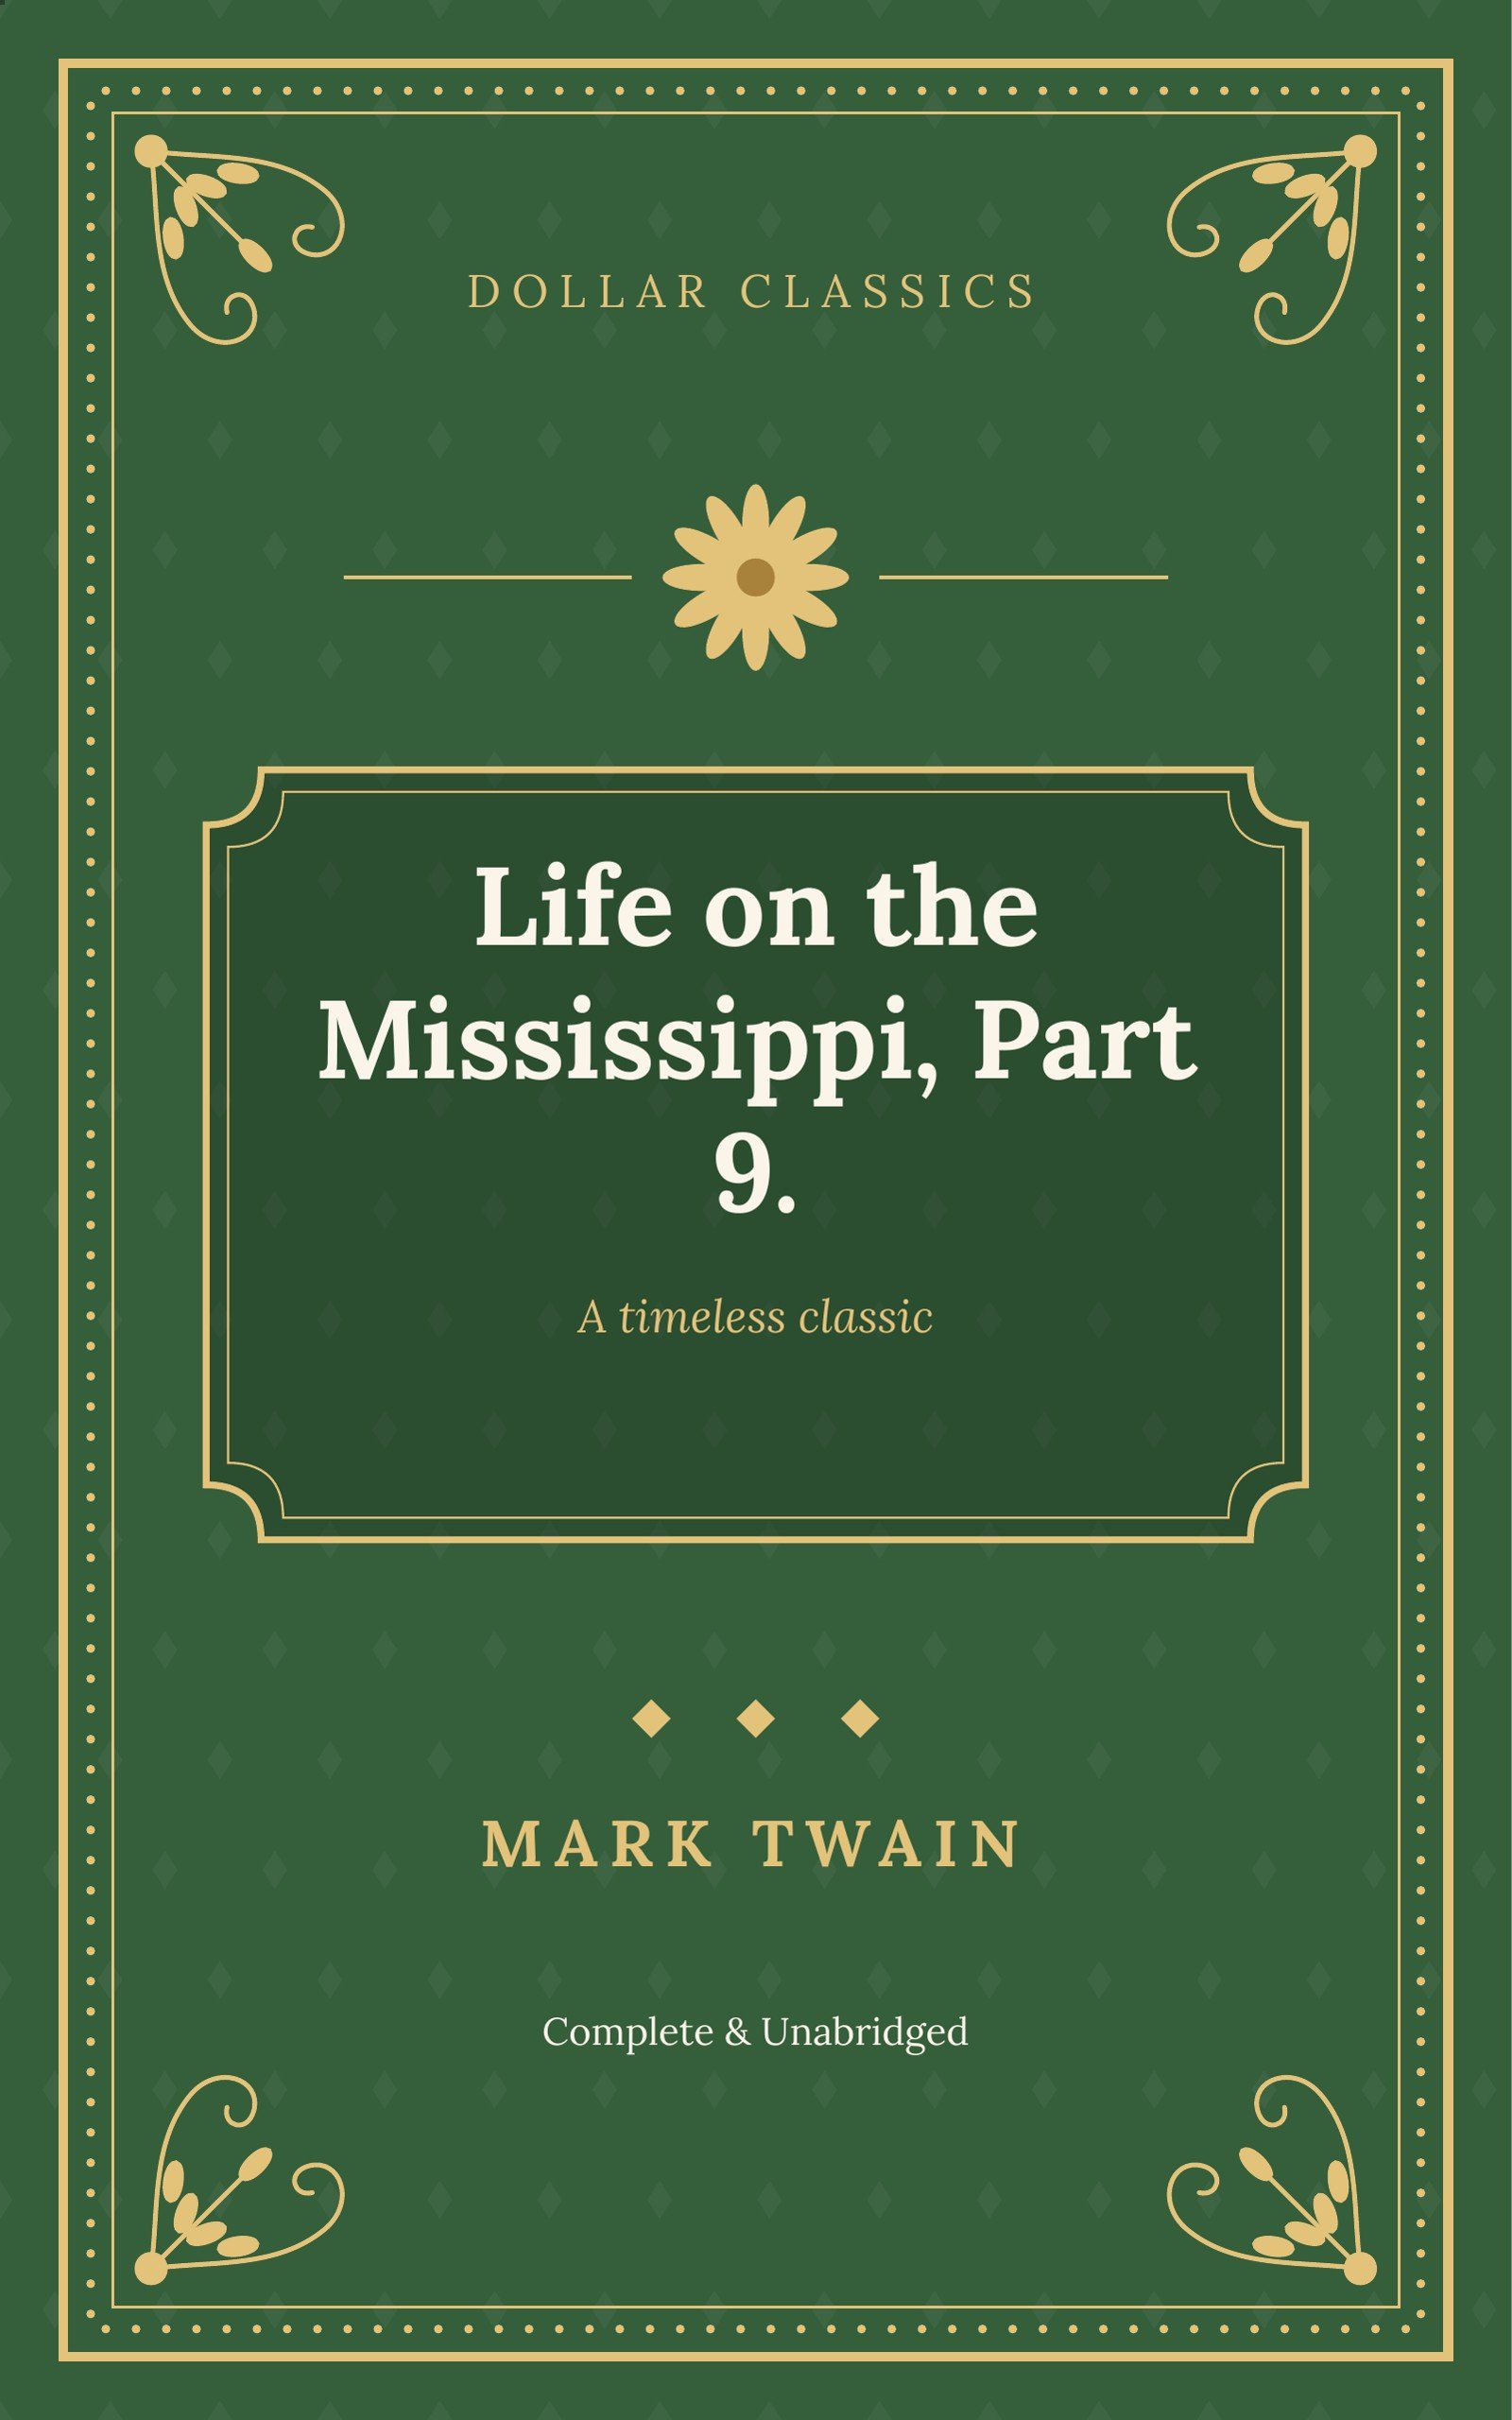 DOLLAR CLASSICS
Life on the
Mississippi, Part
9.
A timeless classic
MARK TWAIN
Complete & Unabridged